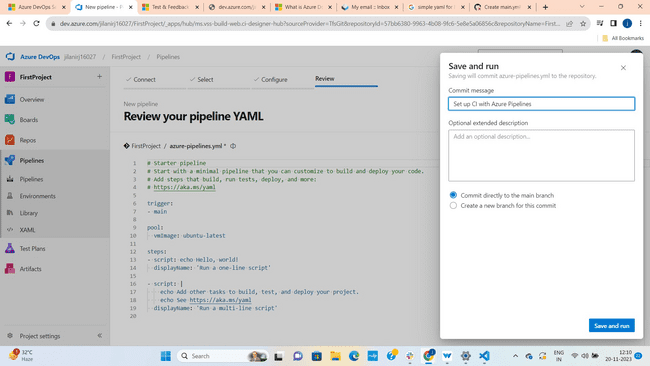 Azure DevOps Se
New pipeline - P
Test & Feedback
dev.azure.com/j
What is Azure De
My email :: Inbox
simple yaml for
Create main.yml
dev.azure.com/jilanirj16027/FirstProject/_apps/hub/ms.vss-build-web.ci-designer-hub?sourceProvider=TfsGit&repositoryId=57bb6380-9963-4b08-9fc6-5e8e5a06856c&repositoryName=First...
All Bookmarks
Azure DevOps jilanirj16027 / FirstProject / Pipelines
F FirstProject +
Overview
Boards
Repos
Pipelines
Pipelines
Environments
Library
XAML
Test Plans
Artifacts
Project settings «
✓ Connect ✓ Select ✓ Configure Review
New pipeline
Review your pipeline YAML
FirstProject / azure-pipelines.yml *
1 # Starter pipeline
2 # Start with a minimal pipeline that you can customize to build and deploy your code.
3 # Add steps that build, run tests, deploy, and more:
4 # https://aka.ms/yaml
5
6 trigger:
7 - main
8
9 pool:
10 vmImage: ubuntu-latest
11
12 steps:
13 - script: echo Hello, world!
14 displayName: 'Run a one-line script'
15
16 - script: |
17 echo Add other tasks to build, test, and deploy your project.
18 echo See https://aka.ms/yaml
19 displayName: 'Run a multi-line script'
20
Save and run
Saving will commit azure-pipelines.yml to the repository.
Commit message
Set up CI with Azure Pipelines
Optional extended description
Add an optional description...
Commit directly to the main branch
Create a new branch for this commit
Save and run
32°C
Haze
Search
ENG
IN
12:10
20-11-2023